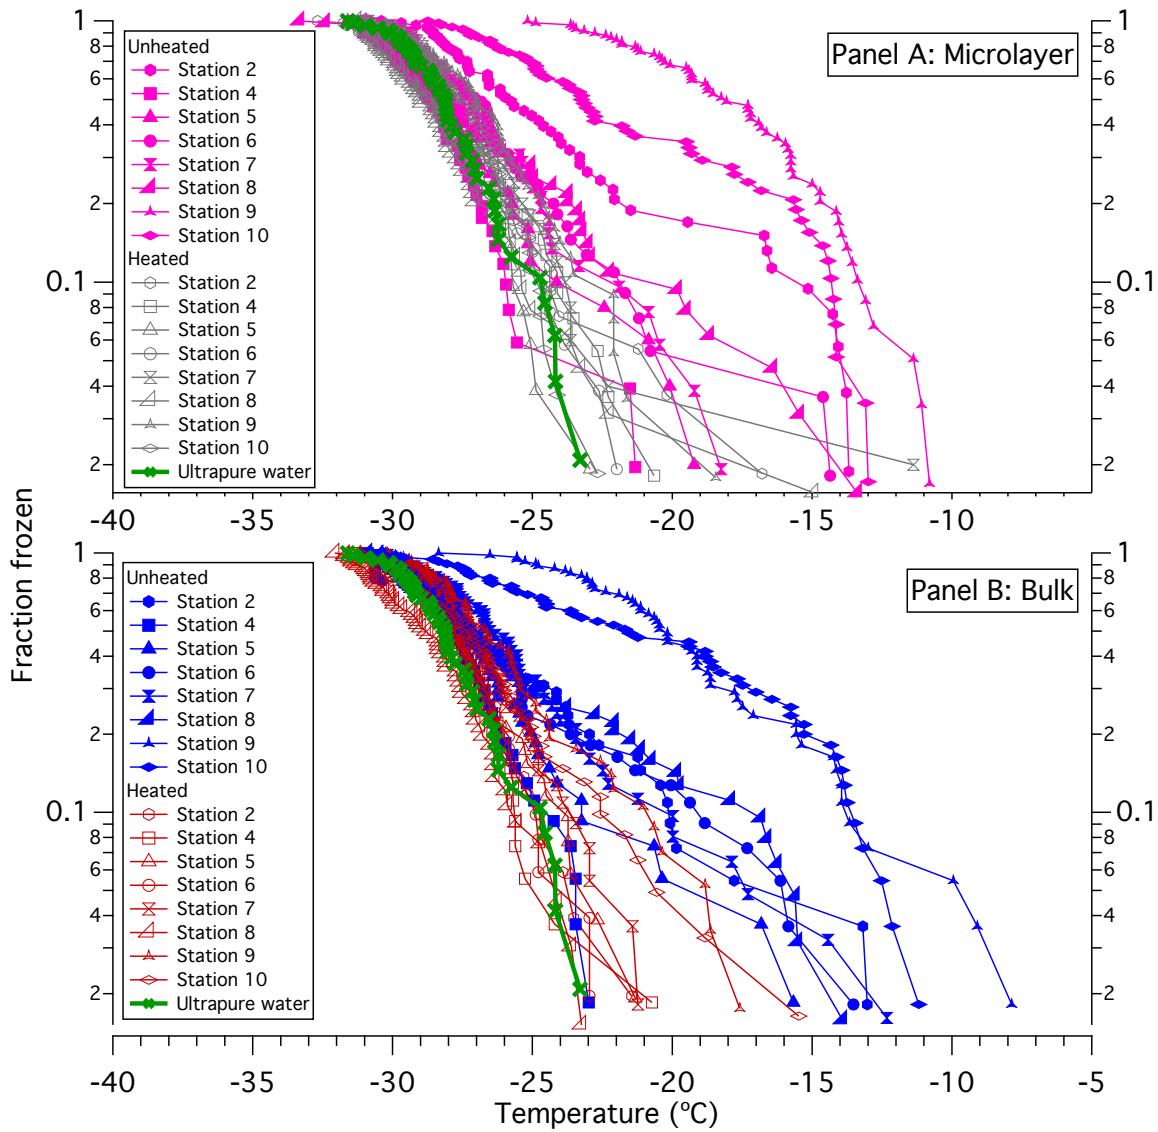 Panel A: Microlayer
Unheated
Station 2
Station 4
Station 5
Station 6
Station 7
Station 8
Station 9
Station 10
Heated
Station 2
Station 4
Station 5
Station 6
Station 7
Station 8
Station 9
Station 10
Ultrapure water
1
8
6
4
2
0.1
8
6
4
2
1
8
6
4
2
0.1
8
6
4
2
-40 -35 -30 -25 -20 -15 -10 -5
Fraction frozen
Panel B: Bulk
Unheated
Station 2
Station 4
Station 5
Station 6
Station 7
Station 8
Station 9
Station 10
Heated
Station 2
Station 4
Station 5
Station 6
Station 7
Station 8
Station 9
Station 10
Ultrapure water
1
8
6
4
2
0.1
8
6
4
2
1
8
6
4
2
0.1
8
6
4
2
-40 -35 -30 -25 -20 -15 -10 -5
Temperature (°C)